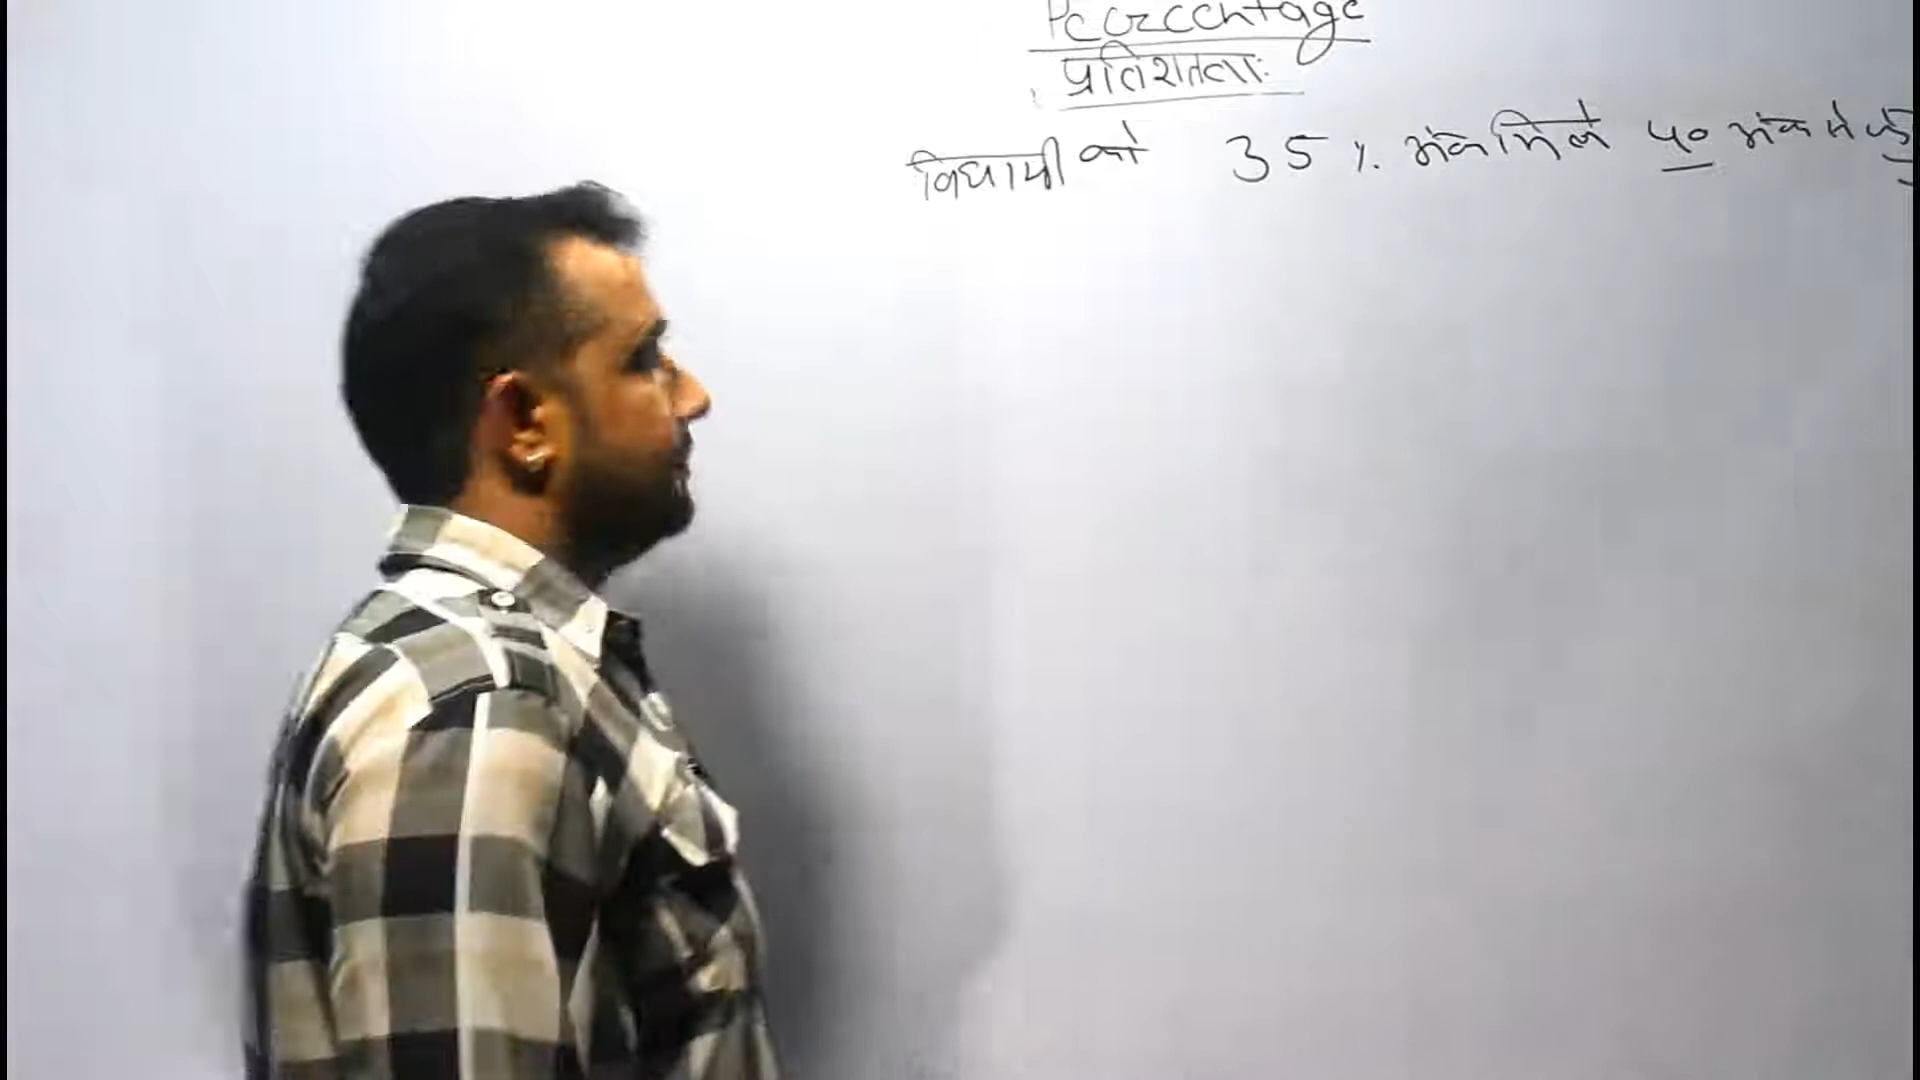 Percentage
प्रतिशतता:
विद्यार्थी को 35 %. अंक मिले 40 अंक से